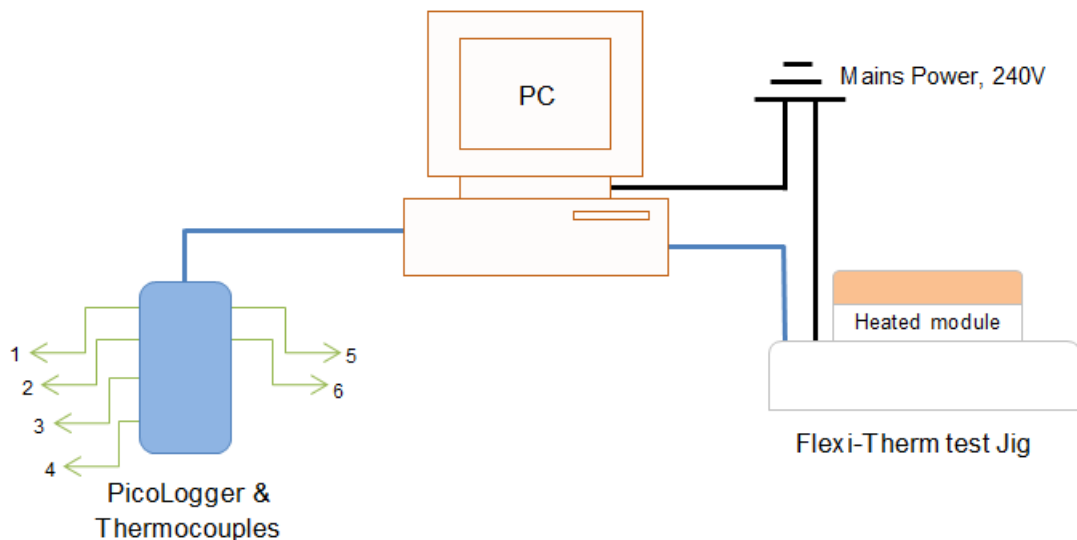 PC
Mains Power, 240V
Heated module
Flexi-Therm test Jig
1
2
3
4
5
6
PicoLogger &
Thermocouples